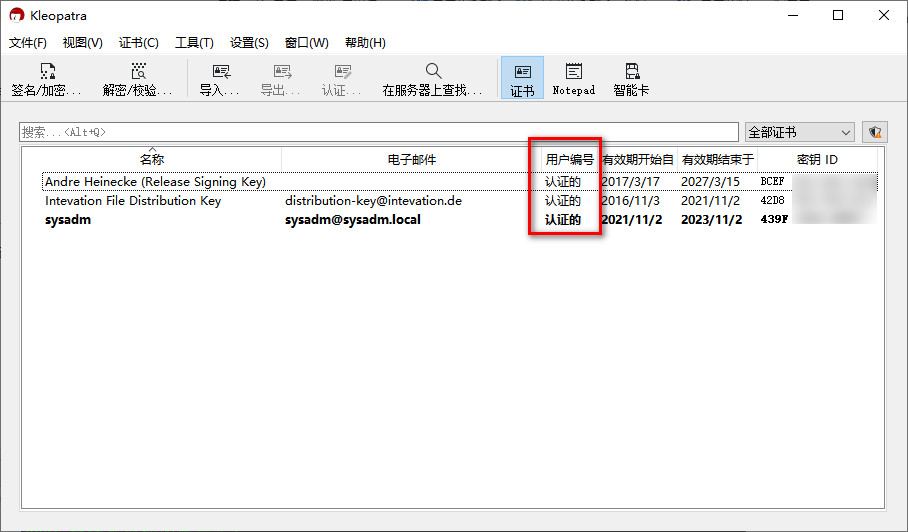 Kleopatra
文件(F) 视图(V) 证书(C) 工具(T) 设置(S) 窗口(W) 帮助(H)
签名/加密... 解密/校验... 导入... 导出... 认证... 在服务器上查找... 证书 Notepad 智能卡
搜索...<Alt+Q> 全部证书
名称 电子邮件 用户编号 有效期开始自 有效期结束于 密钥 ID
Andre Heinecke (Release Signing Key) 认证的 2017/3/17 2027/3/15 BCEF
Intevation File Distribution Key distribution-key@intevation.de 认证的 2016/11/3 2021/11/2 42D8
sysadm sysadm@sysadm.local 认证的 2021/11/2 2023/11/2 439F